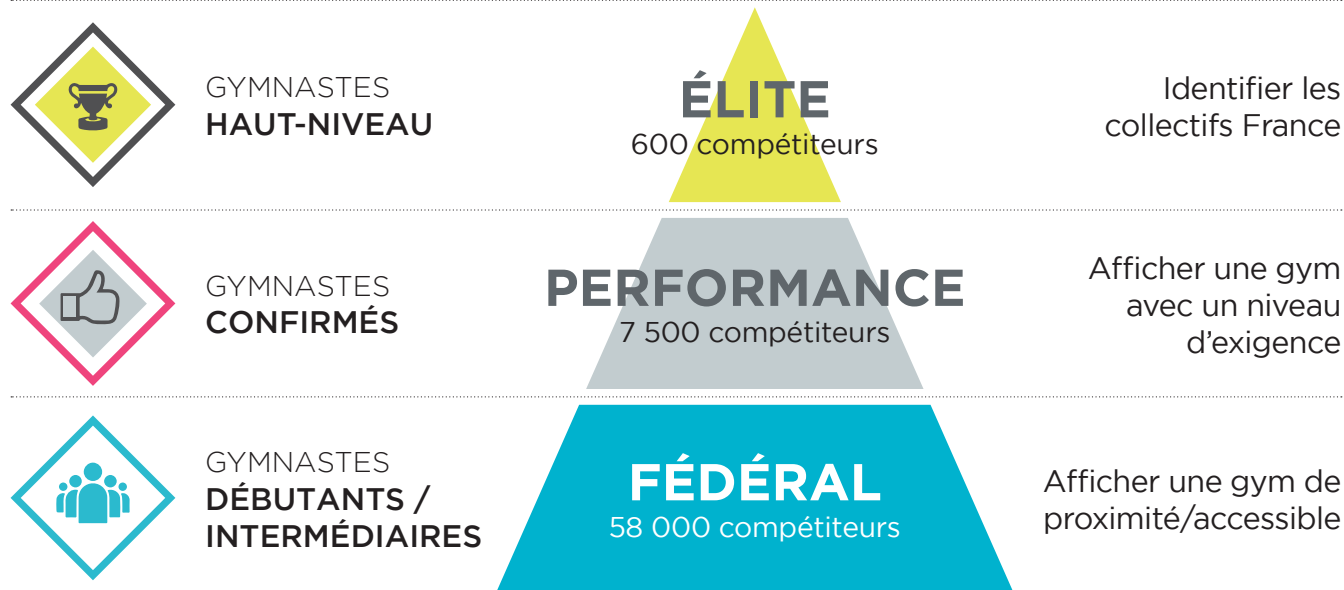 GYMNASTES
HAUT-NIVEAU
ÉLITE
600 compétiteurs
Identifier les
collectifs France
GYMNASTES
CONFIRMÉS
PERFORMANCE
7 500 compétiteurs
Afficher une gym
avec un niveau
d'exigence
GYMNASTES
DÉBUTANTS /
INTERMÉDIAIRES
FÉDÉRAL
58 000 compétiteurs
Afficher une gym de
proximité/accessible